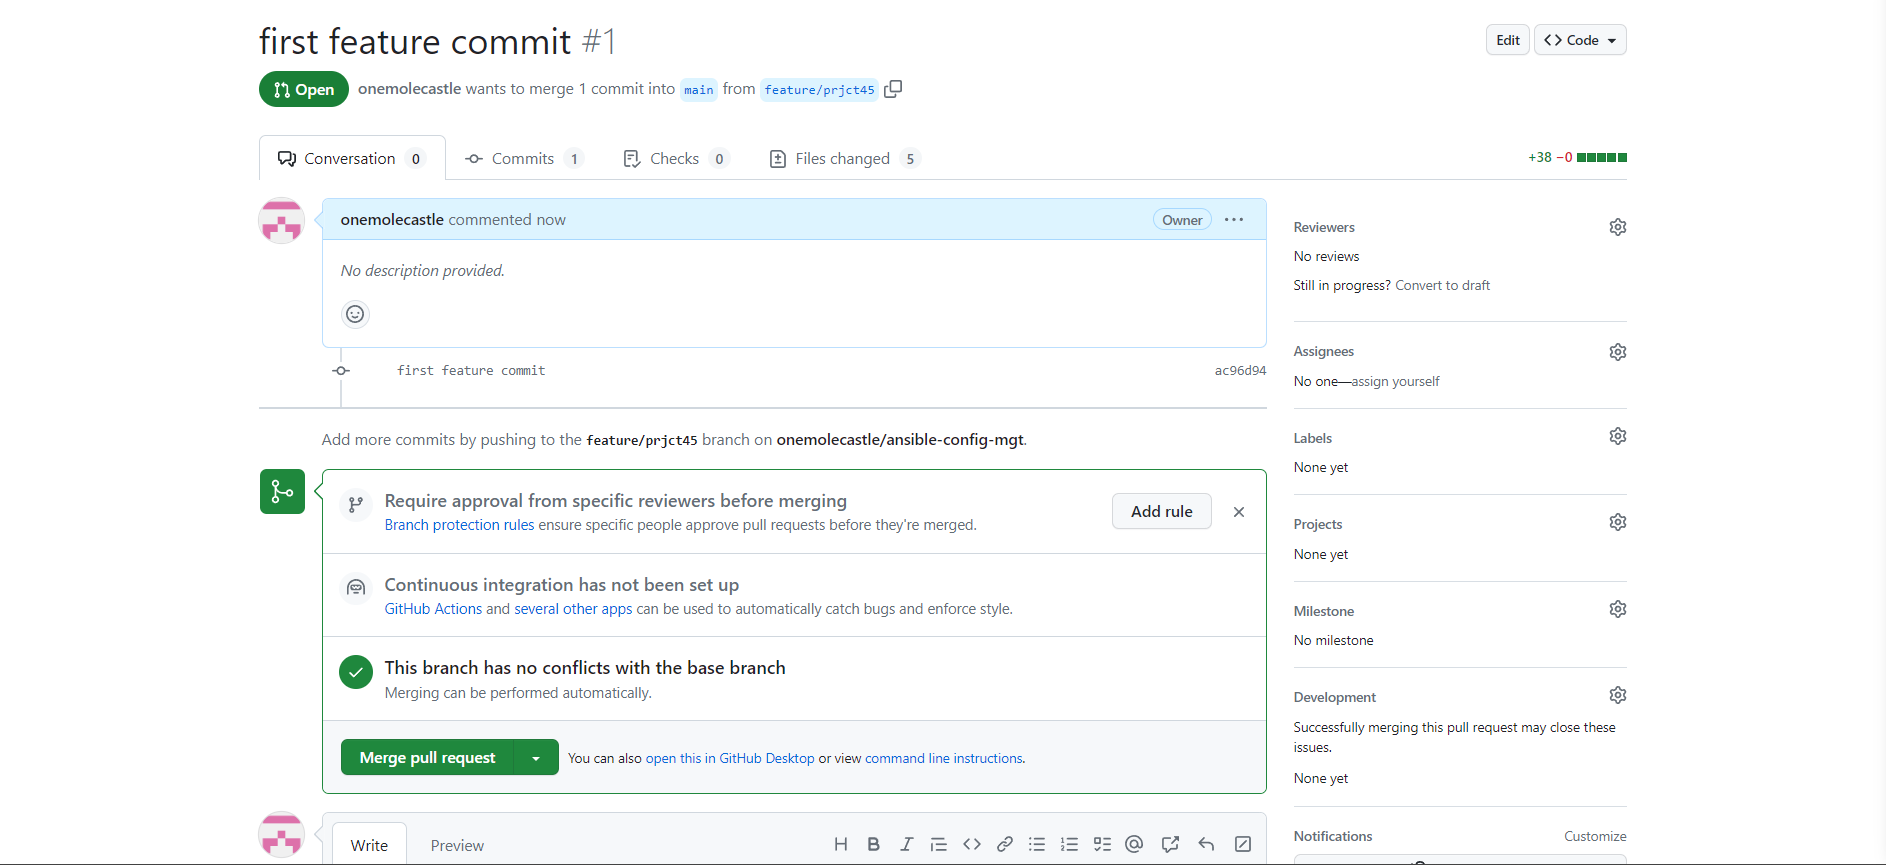 first feature commit #1
Edit
Code
Open
onemolecastle wants to merge 1 commit into main from feature/prjct45
Conversation 0
Commits 1
Checks 0
Files changed 5
+38 −0
onemolecastle commented now
Owner
No description provided.
first feature commit
ac96d94
Add more commits by pushing to the feature/prjct45 branch on onemolecastle/ansible-config-mgt.
Require approval from specific reviewers before merging
Branch protection rules ensure specific people approve pull requests before they're merged.
Add rule
Continuous integration has not been set up
GitHub Actions and several other apps can be used to automatically catch bugs and enforce style.
This branch has no conflicts with the base branch
Merging can be performed automatically.
Merge pull request
You can also open this in GitHub Desktop or view command line instructions.
Write
Preview
Reviewers
No reviews
Still in progress? Convert to draft
Assignees
No one—assign yourself
Labels
None yet
Projects
None yet
Milestone
No milestone
Development
Successfully merging this pull request may close these
issues.
None yet
Notifications
Customize